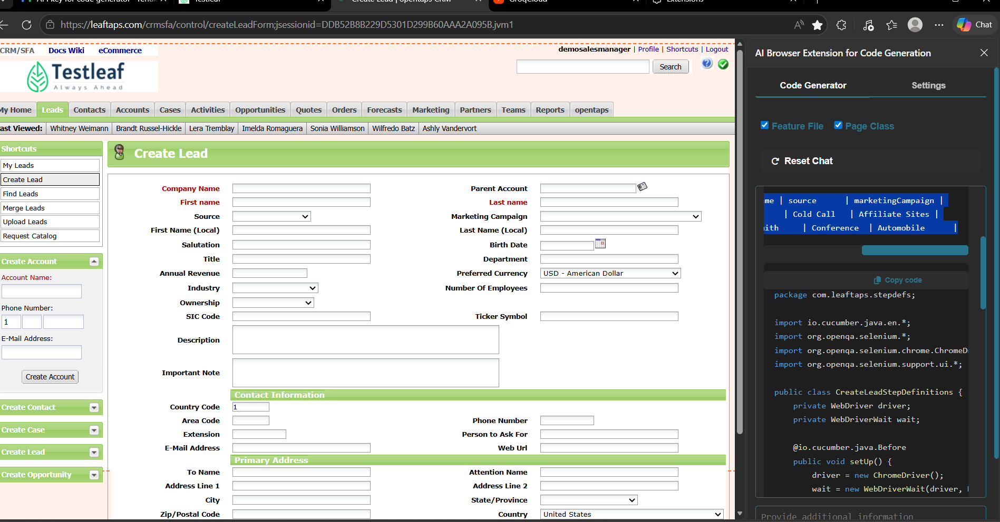 Testleaf
Create Lead | opentaps CRM
GroqCloud
Extensions
https://leaftaps.com/crmsfa/control/createLeadForm;jsessionid=DDB52B8B229D5301D299B60AAA2A095B.jvm1
Chat
CRM/SFA Docs Wiki eCommerce
demosalesmanager | Profile | Shortcuts | Logout
Testleaf
Always Ahead
Search
My Home Leads Contacts Accounts Cases Activities Opportunities Quotes Orders Forecasts Marketing Partners Teams Reports opentaps
ast Viewed: Whitney Weimann Brandt Russel-Hickle Lera Tremblay Imelda Romaguera Sonia Williamson Wilfredo Batz Ashly Vandervort
Shortcuts
My Leads
Create Lead
Find Leads
Merge Leads
Upload Leads
Request Catalog
Create Account
Account Name:
Phone Number:
1
E-Mail Address:
Create Account
Create Contact
Create Case
Create Lead
Create Opportunity
Create Lead
Company Name Parent Account
First name Last name
Source Marketing Campaign
First Name (Local) Last Name (Local)
Salutation Birth Date
Title Department
Annual Revenue Preferred Currency USD - American Dollar
Industry Number Of Employees
Ownership
SIC Code Ticker Symbol
Description
Important Note
Contact Information
Country Code 1
Area Code Phone Number
Extension Person to Ask For
E-Mail Address Web Url
Primary Address
To Name Attention Name
Address Line 1 Address Line 2
City State/Province
Zip/Postal Code Country United States
AI Browser Extension for Code Generation
Code Generator Settings
Feature File Page Class
Reset Chat
me | source | marketingCampaign |
| Cold Call | Affiliate Sites |
ith | Conference | Automobile |
Copy code
package com.leaftaps.stepdefs;
import io.cucumber.java.en.*;
import org.openqa.selenium.*;
import org.openqa.selenium.chrome.ChromeD
import org.openqa.selenium.support.ui.*;
public class CreateLeadStepDefinitions {
private WebDriver driver;
private WebDriverWait wait;
@io.cucumber.java.Before
public void setUp() {
driver = new ChromeDriver();
wait = new WebDriverWait(driver,
Provide additional information